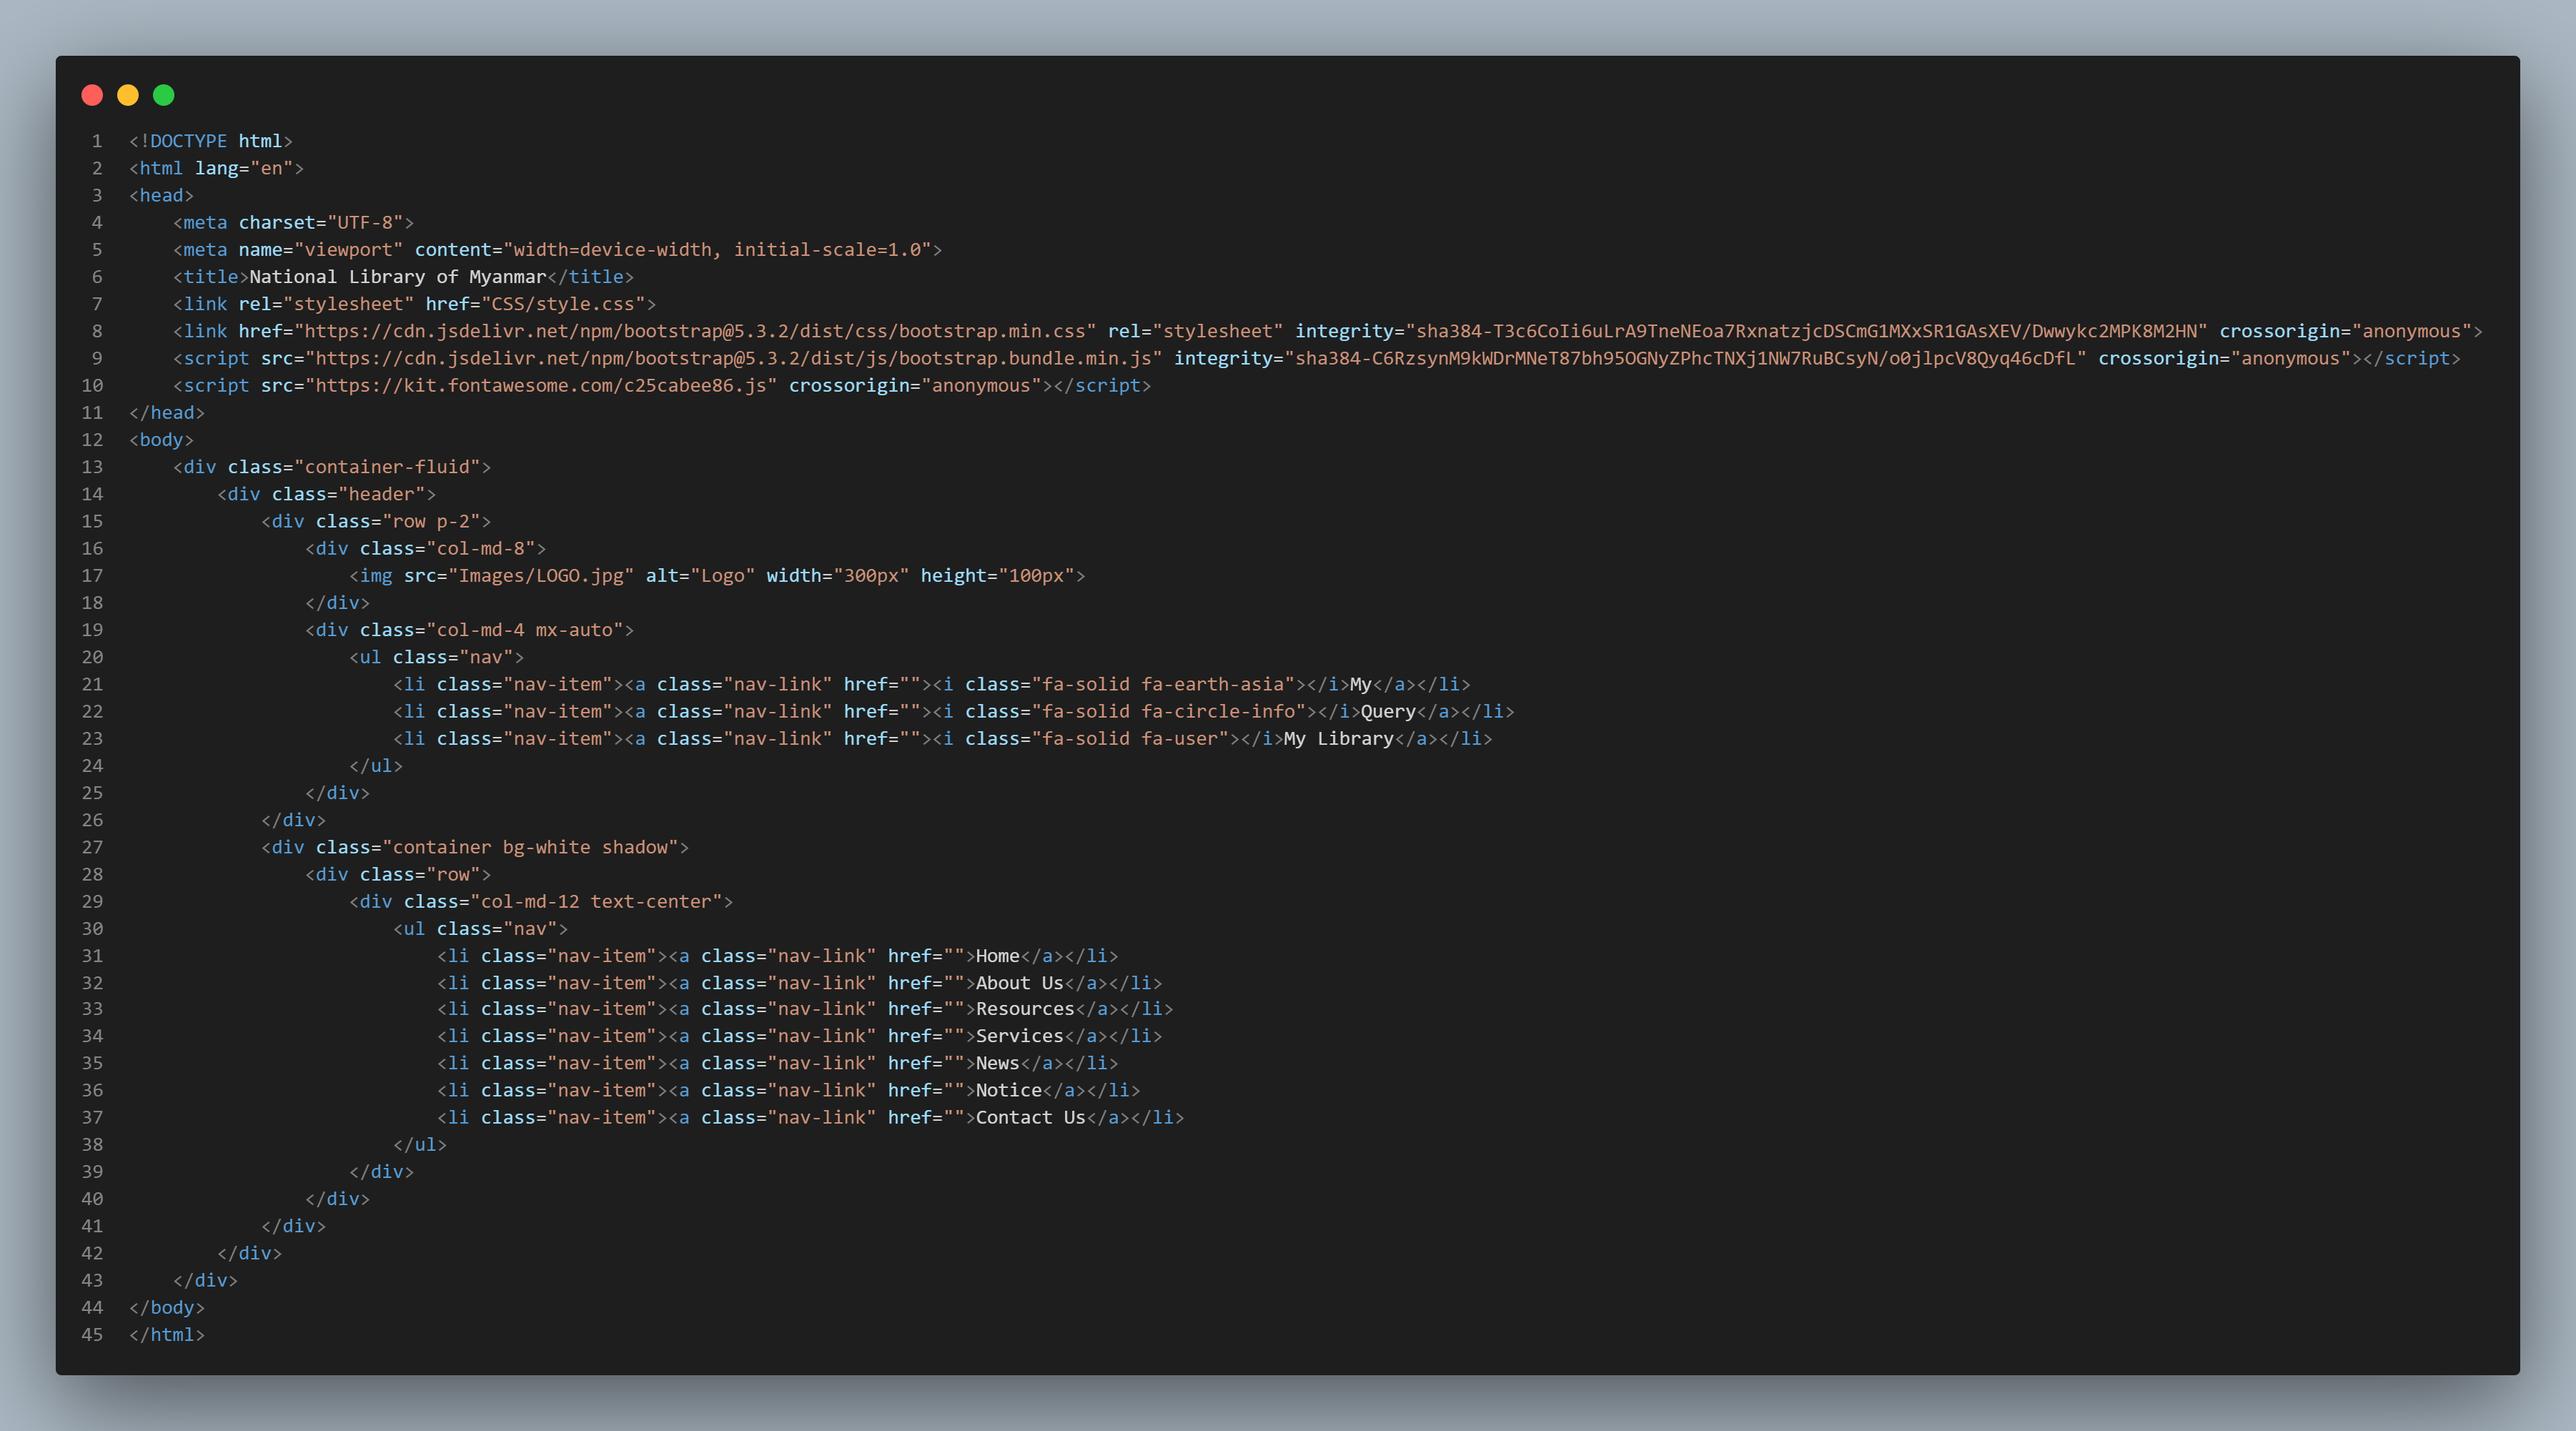 1 <!DOCTYPE html>
2 <html lang="en">
3 <head>
4     <meta charset="UTF-8">
5     <meta name="viewport" content="width=device-width, initial-scale=1.0">
6     <title>National Library of Myanmar</title>
7     <link rel="stylesheet" href="CSS/style.css">
8     <link href="https://cdn.jsdelivr.net/npm/bootstrap@5.3.2/dist/css/bootstrap.min.css" rel="stylesheet" integrity="sha384-T3c6CoIi6uLrA9TneNEoa7RxnatzjcDSCmG1MXxSR1GAsXEV/Dwwykc2MPK8M2HN" crossorigin="anonymous">
9     <script src="https://cdn.jsdelivr.net/npm/bootstrap@5.3.2/dist/js/bootstrap.bundle.min.js" integrity="sha384-C6RzsynM9kWDrMNeT87bh95OGNyZPhcTNXj1NW7RuBCsyN/o0jlpcV8Qyq46cDfL" crossorigin="anonymous"></script>
10     <script src="https://kit.fontawesome.com/c25cabee86.js" crossorigin="anonymous"></script>
11 </head>
12 <body>
13     <div class="container-fluid">
14         <div class="header">
15             <div class="row p-2">
16                 <div class="col-md-8">
17                     <img src="Images/LOGO.jpg" alt="Logo" width="300px" height="100px">
18                 </div>
19                 <div class="col-md-4 mx-auto">
20                     <ul class="nav">
21                         <li class="nav-item"><a class="nav-link" href=""><i class="fa-solid fa-earth-asia"></i>My</a></li>
22                         <li class="nav-item"><a class="nav-link" href=""><i class="fa-solid fa-circle-info"></i>Query</a></li>
23                         <li class="nav-item"><a class="nav-link" href=""><i class="fa-solid fa-user"></i>My Library</a></li>
24                     </ul>
25                 </div>
26             </div>
27             <div class="container bg-white shadow">
28                 <div class="row">
29                     <div class="col-md-12 text-center">
30                         <ul class="nav">
31                             <li class="nav-item"><a class="nav-link" href="">Home</a></li>
32                             <li class="nav-item"><a class="nav-link" href="">About Us</a></li>
33                             <li class="nav-item"><a class="nav-link" href="">Resources</a></li>
34                             <li class="nav-item"><a class="nav-link" href="">Services</a></li>
35                             <li class="nav-item"><a class="nav-link" href="">News</a></li>
36                             <li class="nav-item"><a class="nav-link" href="">Notice</a></li>
37                             <li class="nav-item"><a class="nav-link" href="">Contact Us</a></li>
38                         </ul>
39                     </div>
40                 </div>
41             </div>
42         </div>
43     </div>
44 </body>
45 </html>